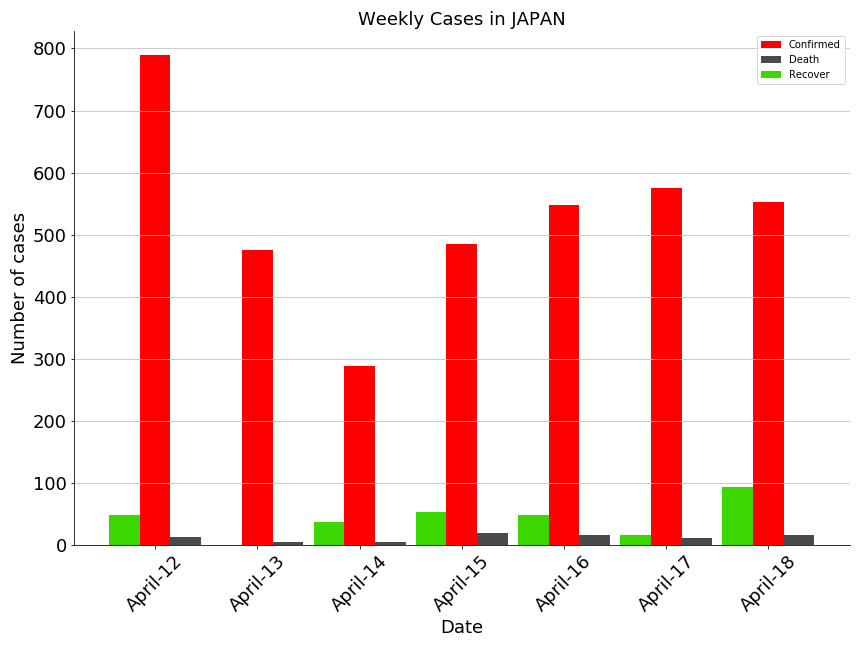 Weekly Cases in JAPAN
Confirmed
Death
Recover
Number of cases
800
700
600
500
400
300
200
100
0
April-12
April-13
April-14
April-15
April-16
April-17
April-18
Date